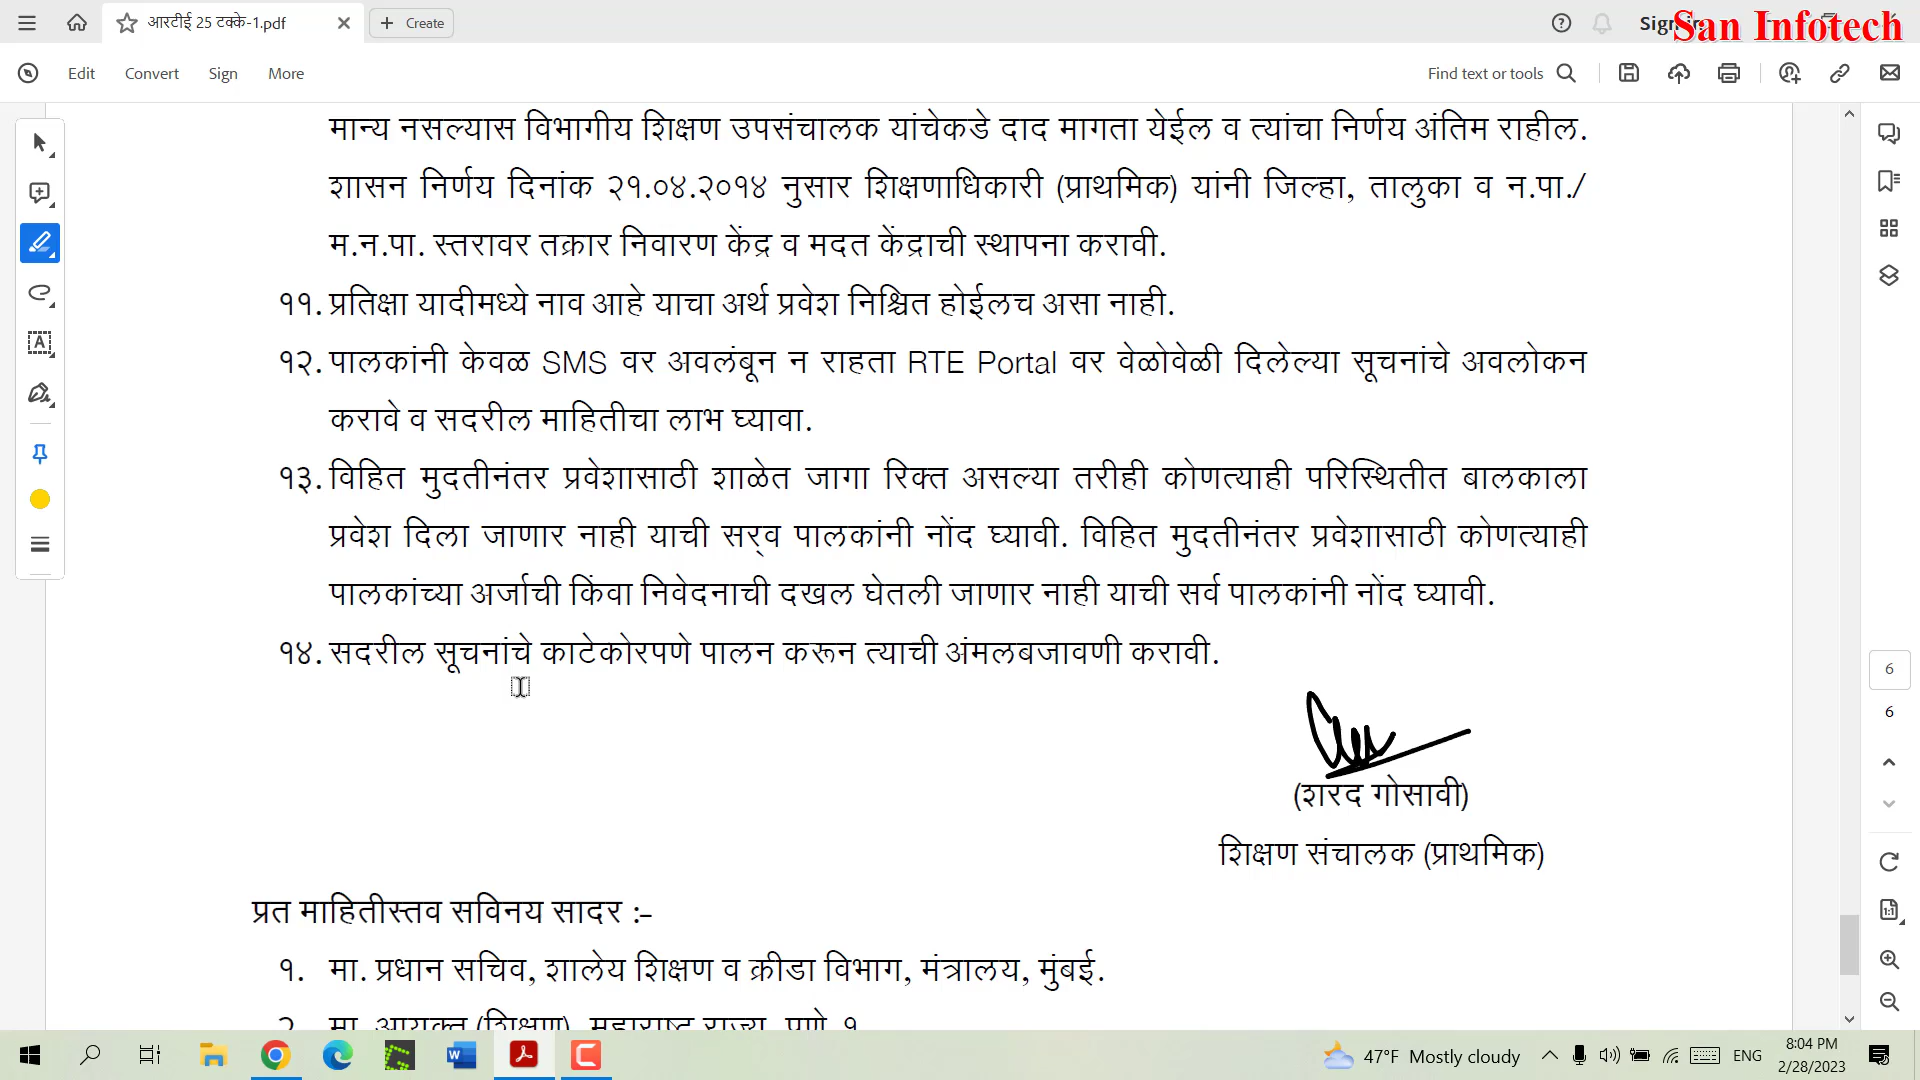 आरटीई 25 टक्के-1.pdf
Create
San Infotech
Edit
Convert
Sign
More
Find text or tools
मान्य नसल्यास विभागीय शिक्षण उपसंचालक यांचेकडे दाद मागता येईल व त्यांचा निर्णय अंतिम राहील.
शासन निर्णय दिनांक २१.०४.२०१४ नुसार शिक्षणाधिकारी (प्राथमिक) यांनी जिल्हा, तालुका व न.पा./
म.न.पा. स्तरावर तक्रार निवारण केंद्र व मदत केंद्राची स्थापना करावी.
११. प्रतिक्षा यादीमध्ये नाव आहे याचा अर्थ प्रवेश निश्चित होईलच असा नाही.
१२. पालकांनी केवळ SMS वर अवलंबून न राहता RTE Portal वर वेळोवेळी दिलेल्या सूचनांचे अवलोकन
करावे व सदरील माहितीचा लाभ घ्यावा.
१३. विहित मुदतीनंतर प्रवेशासाठी शाळेत जागा रिक्त असल्या तरीही कोणत्याही परिस्थितीत बालकाला
प्रवेश दिला जाणार नाही याची सर्‍व पालकांनी नोंद घ्यावी. विहित मुदतीनंतर प्रवेशासाठी कोणत्याही
पालकांच्या अर्जाची किंवा निवेदनाची दखल घेतली जाणार नाही याची सर्व पालकांनी नोंद घ्यावी.
१४. सदरील सूचनांचे काटेकोरपणे पालन करून त्याची अंमलबजावणी करावी.
(शरद गोसावी)
शिक्षण संचालक (प्राथमिक)
प्रत माहितीस्तव सविनय सादर :-
१. मा. प्रधान सचिव, शालेय शिक्षण व क्रीडा विभाग, मंत्रालय, मुंबई.
२. मा. आयुक्त (शिक्षण), महाराष्ट्र राज्य, पुणे १
6
6
47°F Mostly cloudy
ENG
8:04 PM
2/28/2023